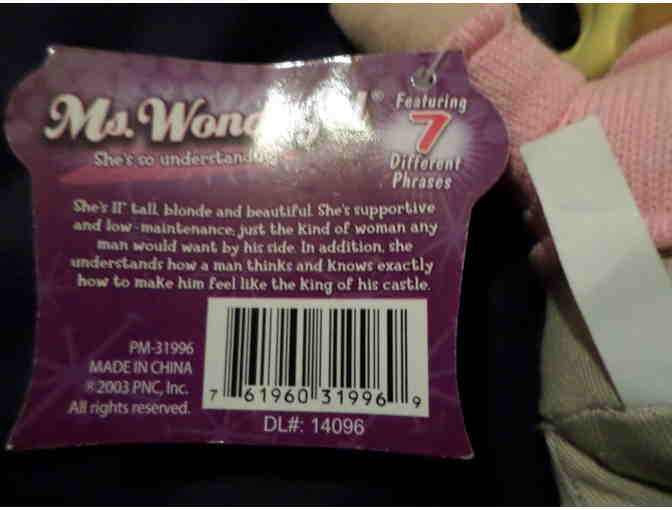 Ms. Wonderful®
She's so understanding
Featuring
7
Different
Phrases
She's 11" tall, blonde and beautiful. She's supportive
and low-maintenance; just the kind of woman any
man would want by his side. In addition, she
understands how a man thinks and knows exactly
how to make him feel like the king of his castle.
PM-31996
MADE IN CHINA
®2003 PNC, Inc.
All rights reserved.
7 61960 31996 9
DL#: 14096